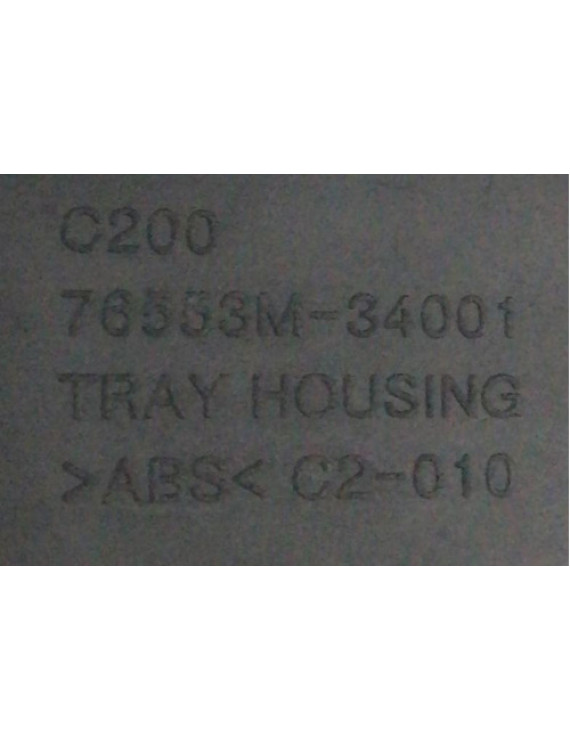 C200
76553M-34001
TRAY HOUSING
>ABS< C2-010